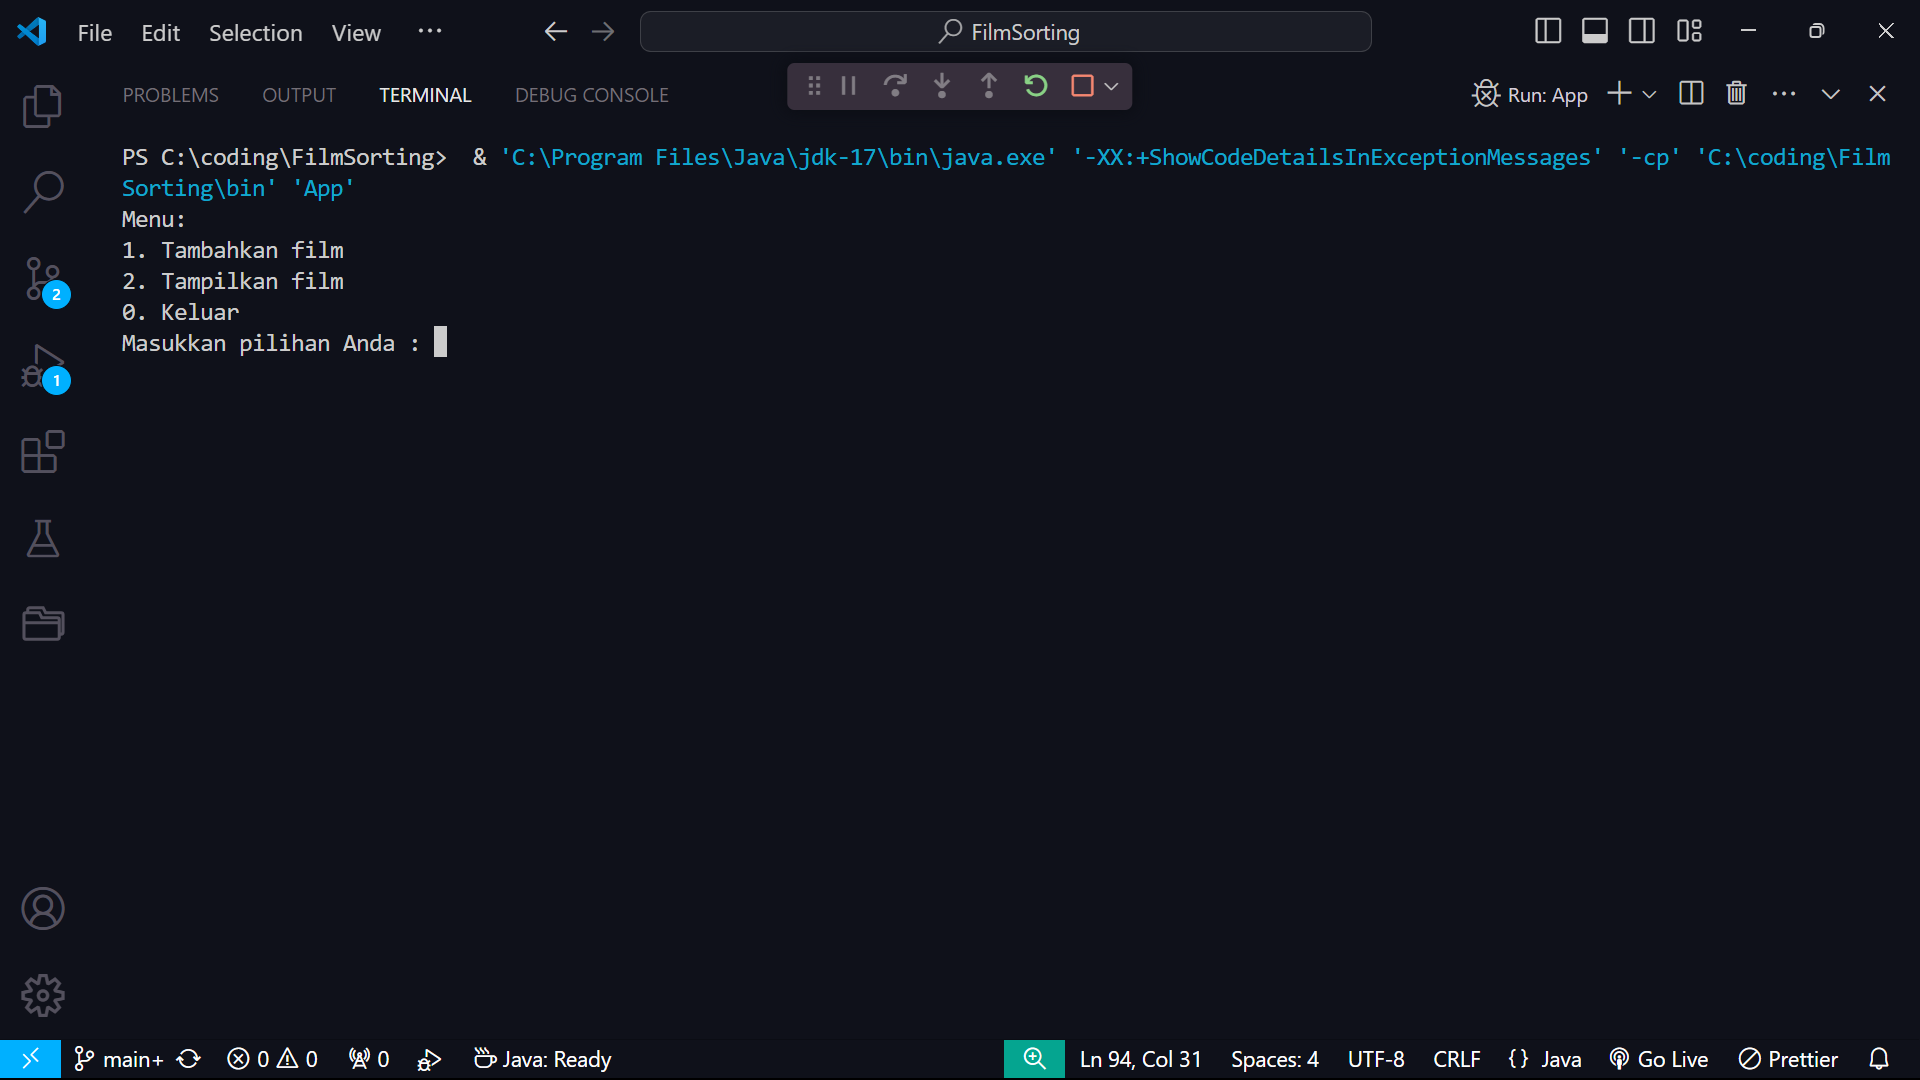 File Edit Selection View ··· FilmSorting
PROBLEMS OUTPUT TERMINAL DEBUG CONSOLE Run: App
PS C:\coding\FilmSorting>  & 'C:\Program Files\Java\jdk-17\bin\java.exe' '-XX:+ShowCodeDetailsInExceptionMessages' '-cp' 'C:\coding\Film
Sorting\bin' 'App'
Menu:
1. Tambahkan film
2. Tampilkan film
0. Keluar
Masukkan pilihan Anda :
2
1
main+ 0 0 0 Java: Ready Ln 94, Col 31 Spaces: 4 UTF-8 CRLF {} Java Go Live Prettier